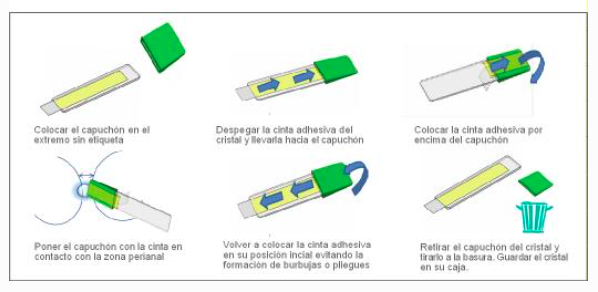 Colocar el capuchón en el
extremo sin etiqueta
Despegar la cinta adhesiva del
cristal y llevarla hacia el capuchón
Colocar la cinta adhesiva por
encima del capuchón
Poner el capuchón con la cinta en
contacto con la zona perianal
Volver a colocar la cinta adhesiva
en su posición incial evitando la
formación de burbujas o pliegues
Retirar el capuchón del cristal y
tirarlo a la basura. Guardar el cristal
en su caja.